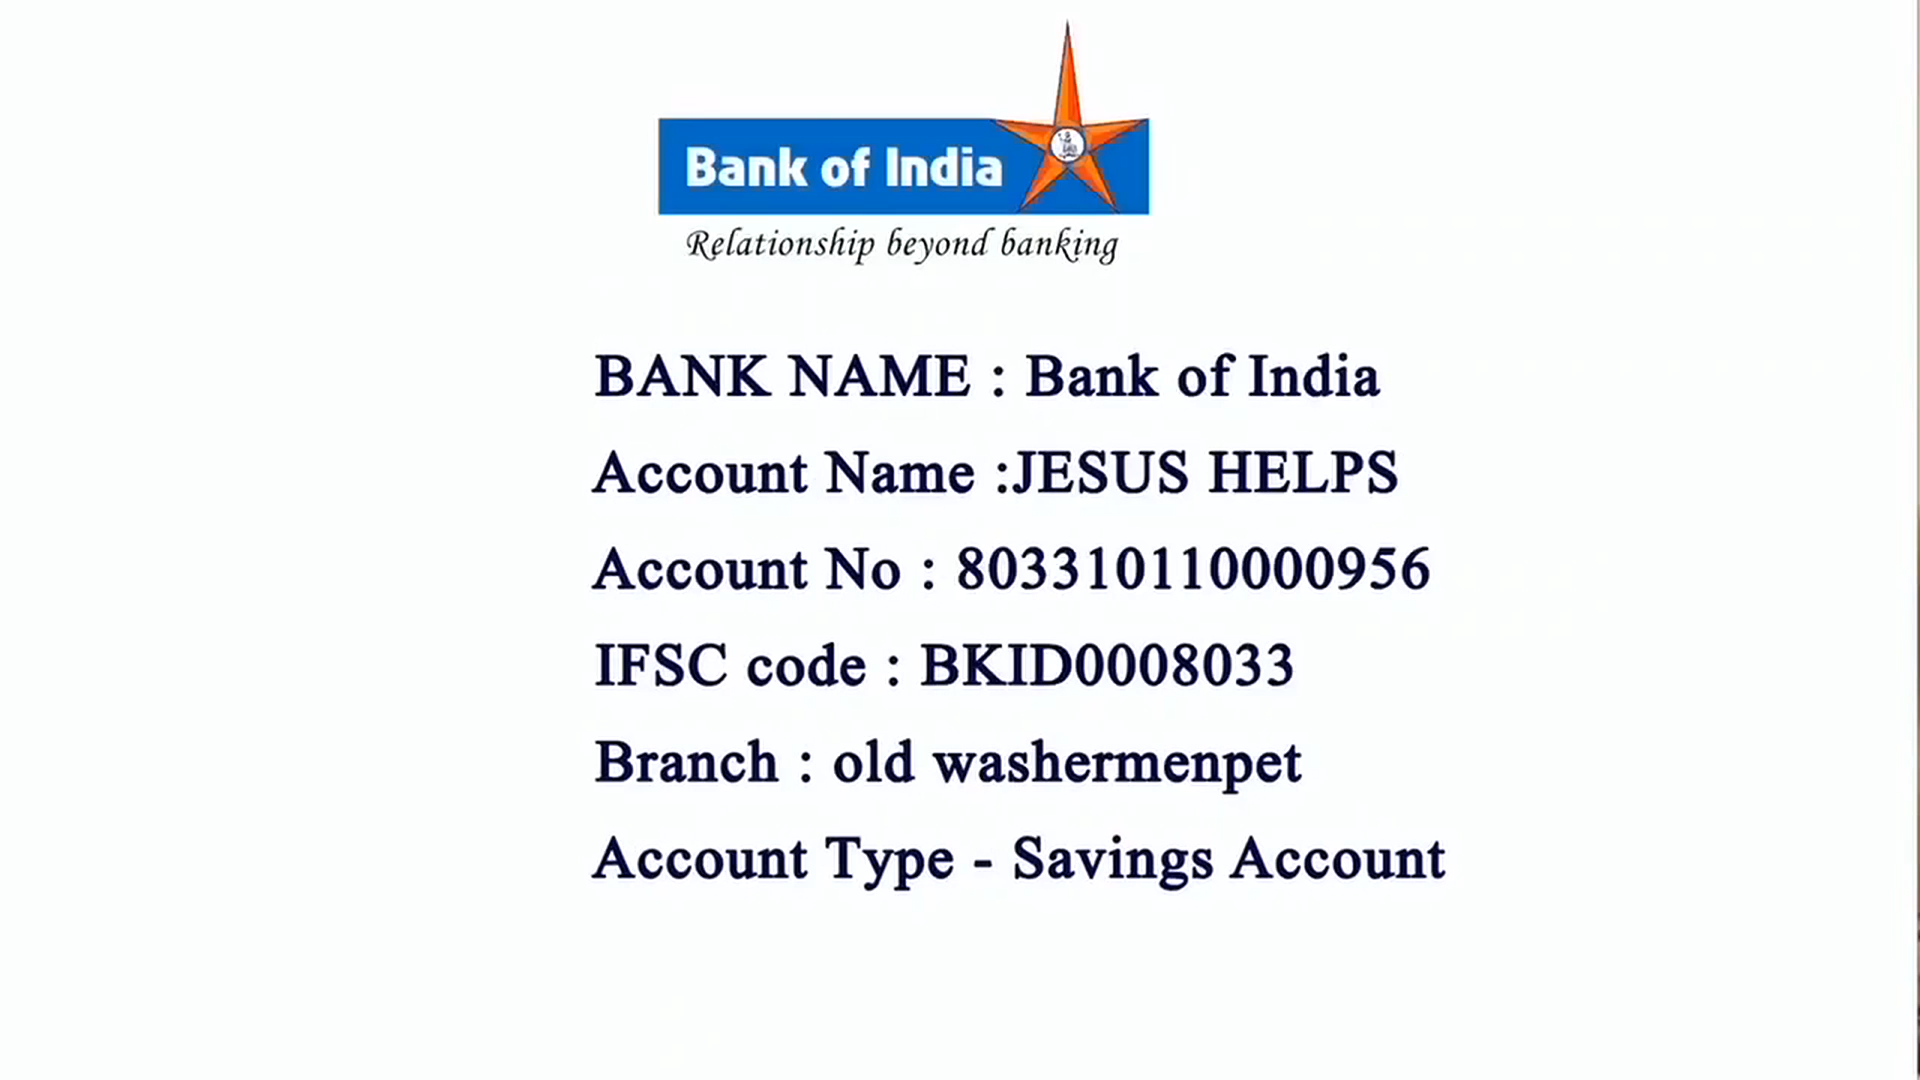 Bank of India
Relationship beyond banking
BANK NAME : Bank of India
Account Name :JESUS HELPS
Account No : 803310110000956
IFSC code : BKID0008033
Branch : old washermenpet
Account Type - Savings Account